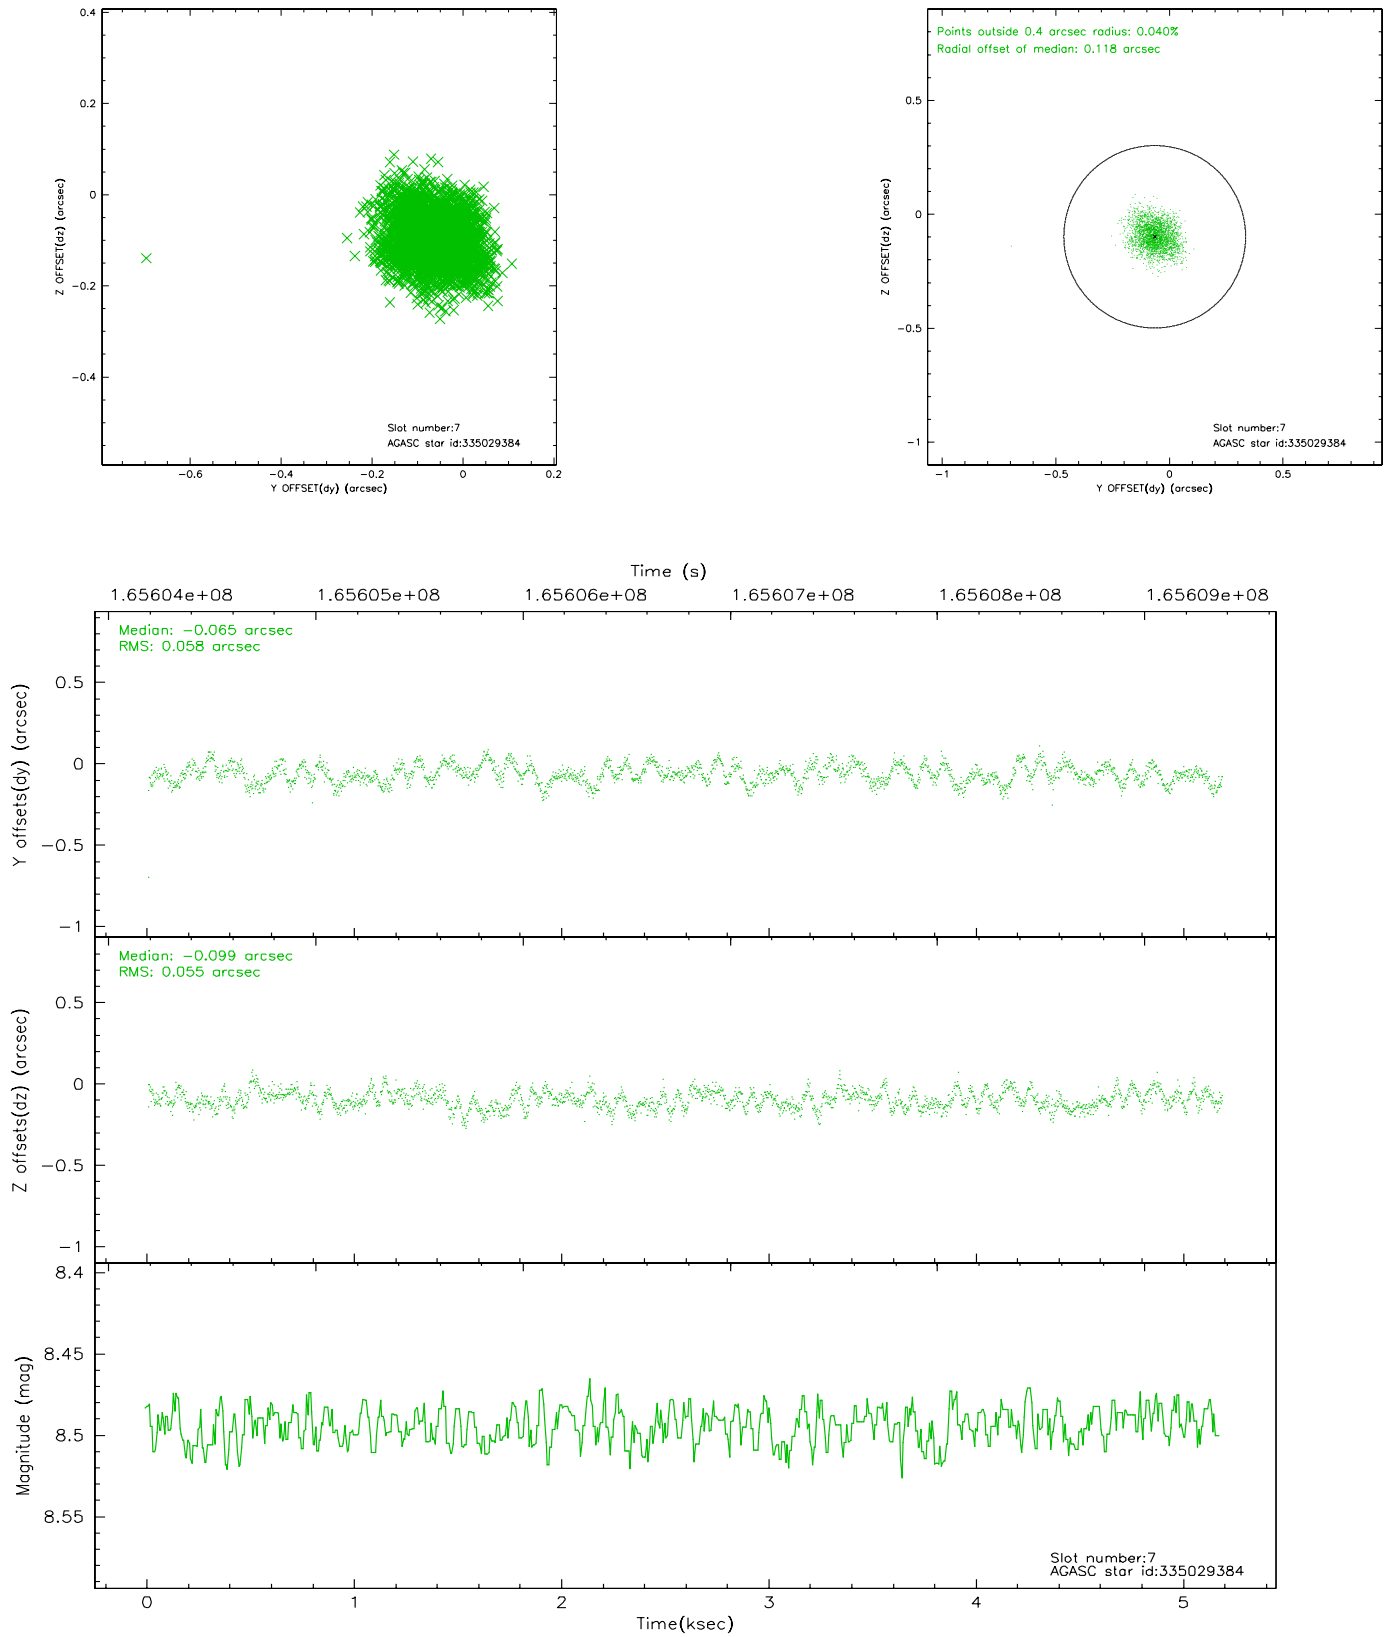 0.4
0.2
0
−0.2
−0.4
−0.6
−0.4
−0.2
0
0.2
Z OFFSET(dz) (arcsec)
Y OFFSET(dy) (arcsec)
Slot number:7
AGASC star id:335029384
Points outside 0.4 arcsec radius: 0.040%
Radial offset of median: 0.118 arcsec
0.5
0
−0.5
−1
−1
−0.5
0
0.5
Z OFFSET(dz) (arcsec)
Y OFFSET(dy) (arcsec)
Slot number:7
AGASC star id:335029384
Time (s)
1.65604e+08 1.65605e+08 1.65606e+08 1.65607e+08 1.65608e+08 1.65609e+08
Median: −0.065 arcsec
RMS: 0.058 arcsec
0.5
0
−0.5
−1
Y offsets(dy) (arcsec)
Median: −0.099 arcsec
RMS: 0.055 arcsec
0.5
0
−0.5
−1
Z offsets(dz) (arcsec)
8.4
8.45
8.5
8.55
Magnitude (mag)
Slot number:7
AGASC star id:335029384
0 1 2 3 4 5
Time(ksec)